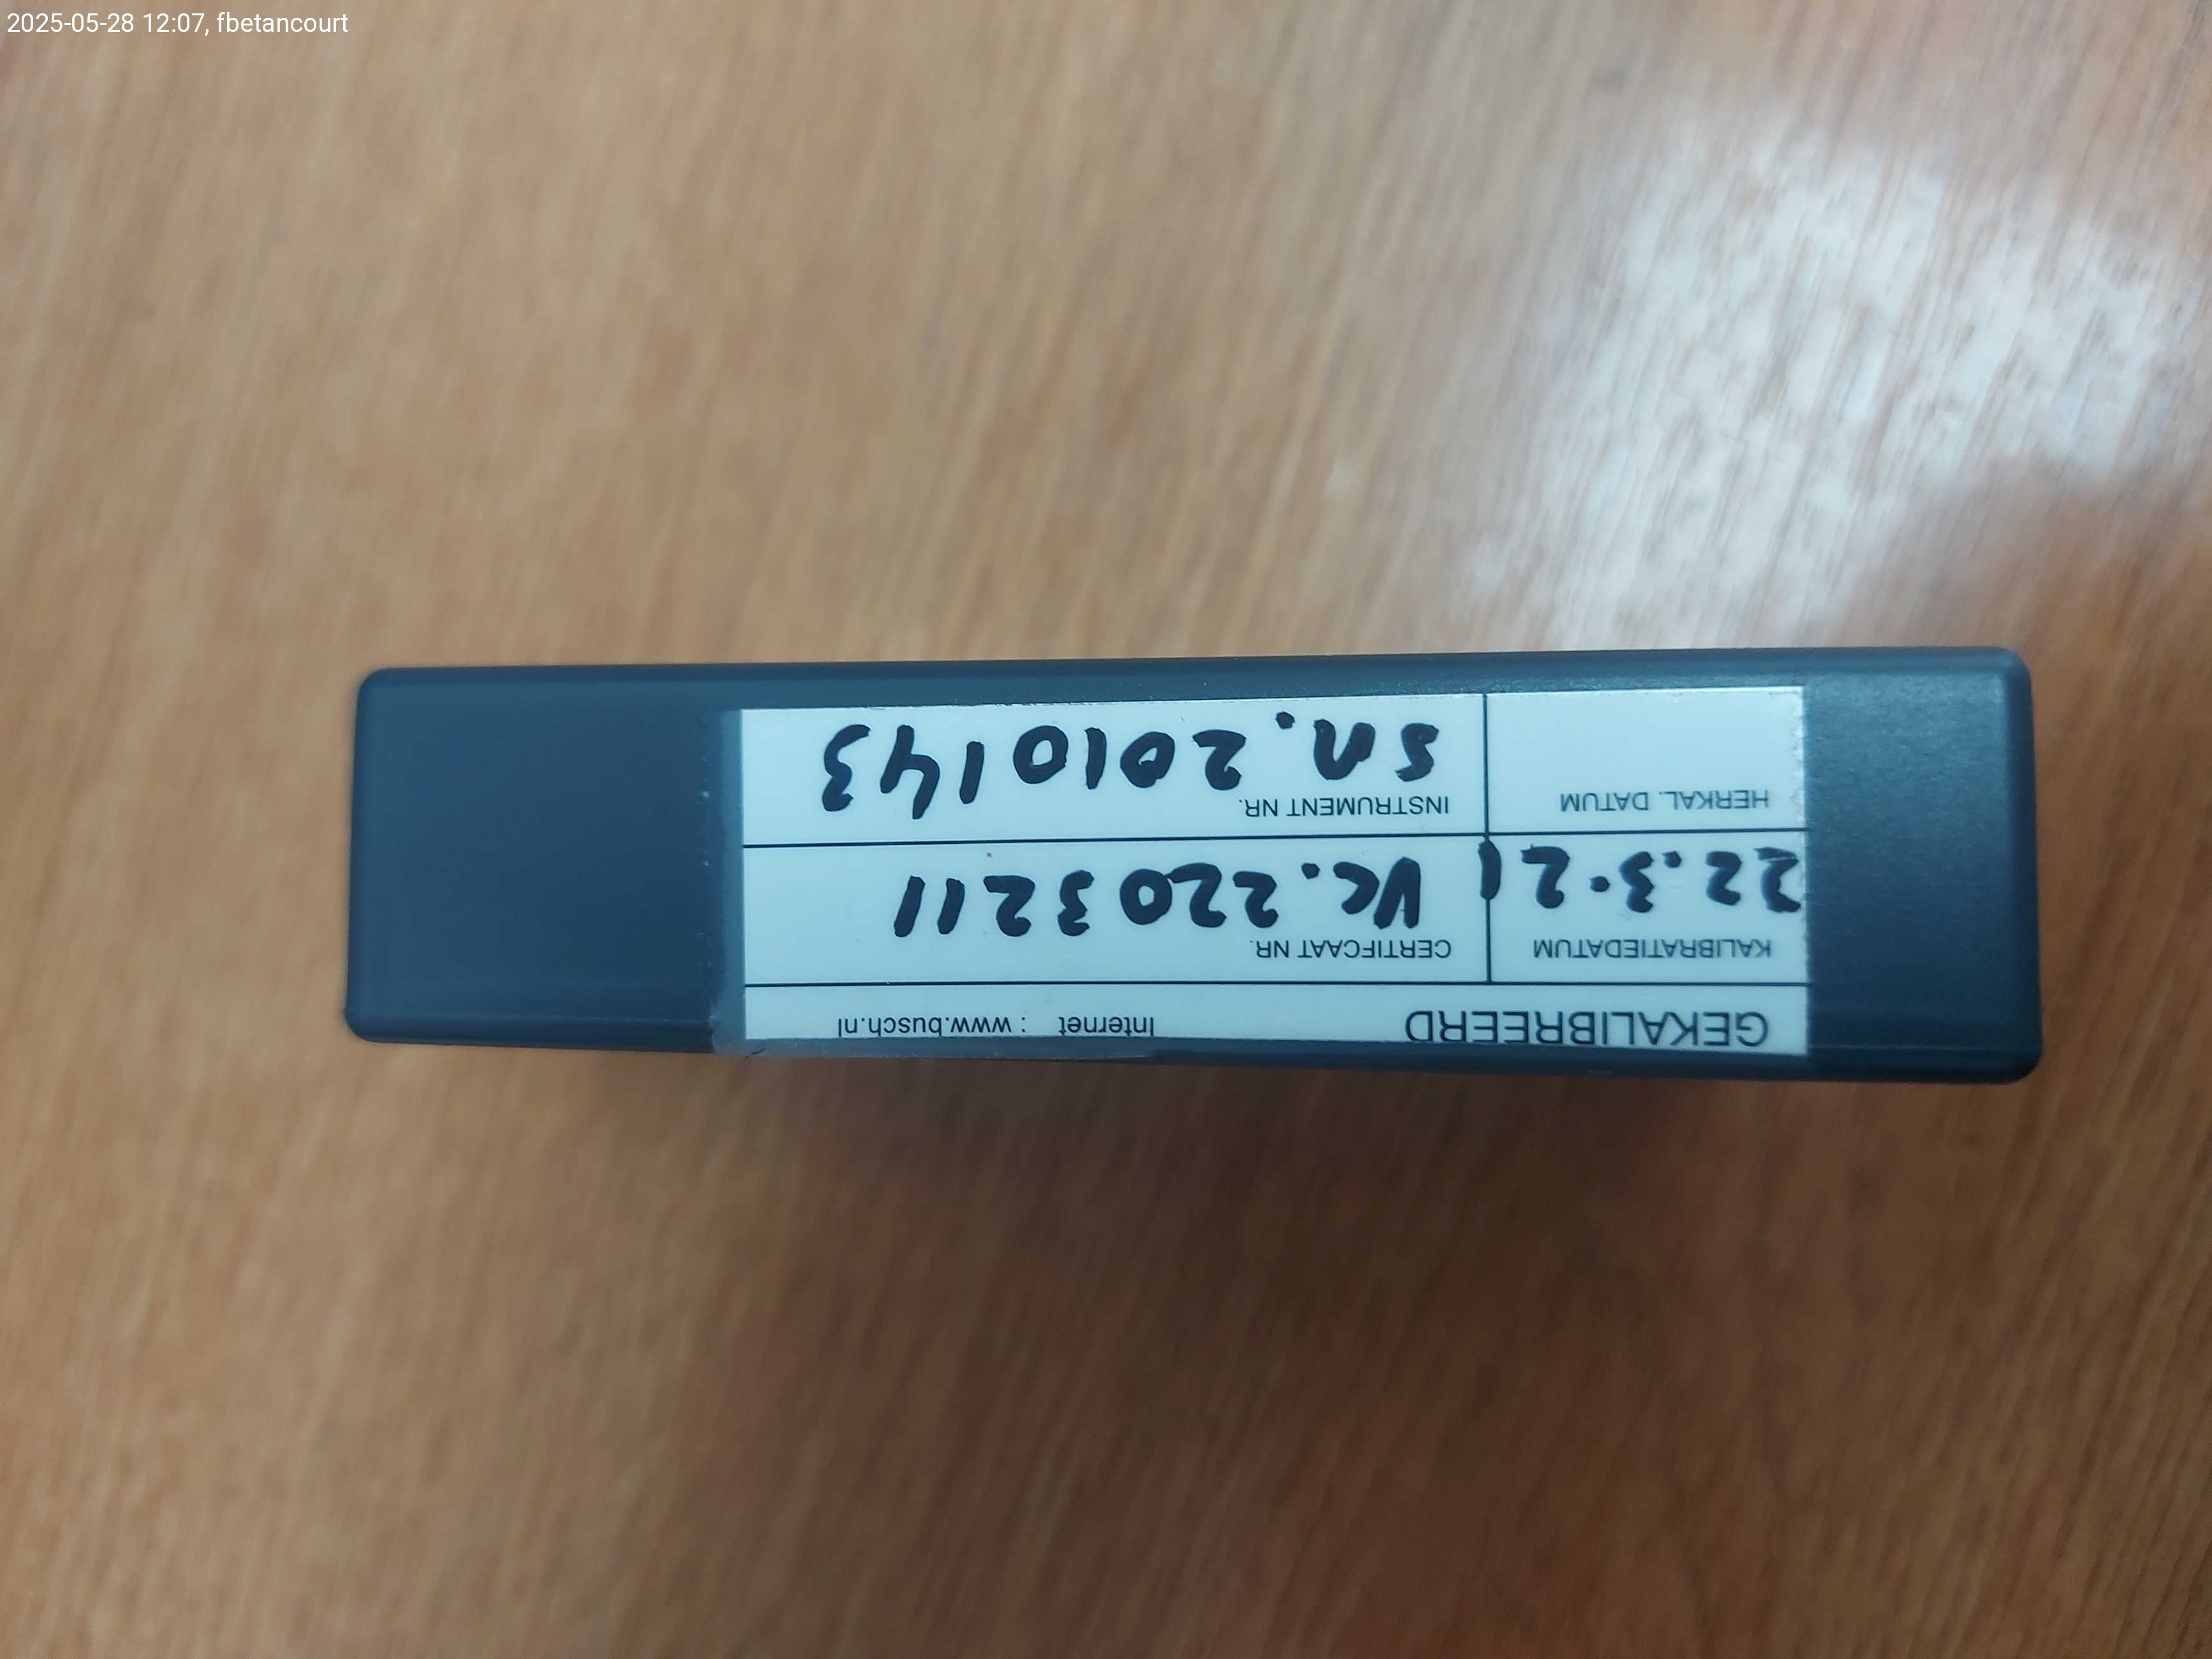 2025-05-28 12:07, fbetancourt
GEKALIBREERD Internet : www.busch.nl
KALIBRATIEDATUM CERTIFCAAT NR.
22.3.21 VC. 2203211
HERKAL. DATUM INSTRUMENT NR.
sn. 2010143